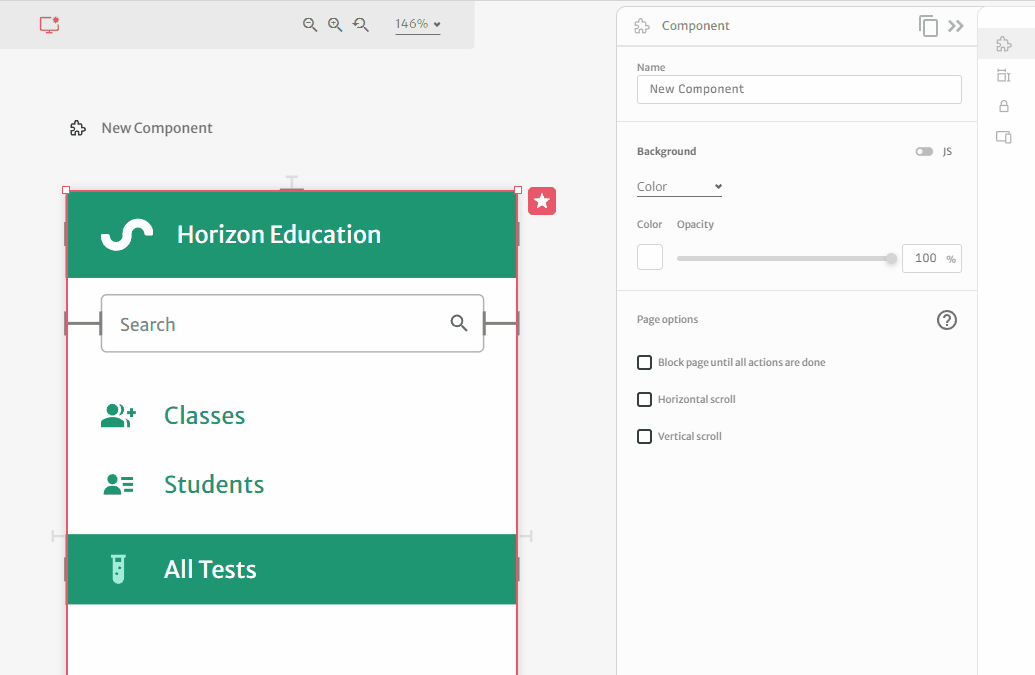 146%
New Component
Horizon Education
Search
Classes
Students
All Tests
Component
Name
New Component
Background
JS
Color
Color Opacity
100 %
Page options
Block page until all actions are done
Horizontal scroll
Vertical scroll